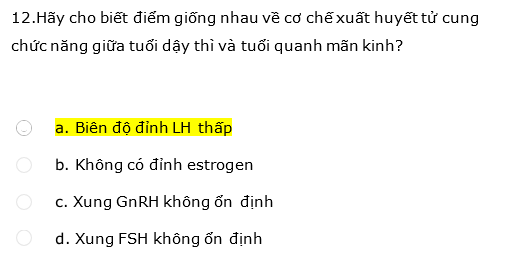 12.Hãy cho biết điểm giống nhau về cơ chế xuất huyết tử cung
chức năng giữa tuổi dậy thì và tuổi quanh mãn kinh?
a. Biên độ đỉnh LH thấp
b. Không có đỉnh estrogen
c. Xung GnRH không ổn định
d. Xung FSH không ổn định